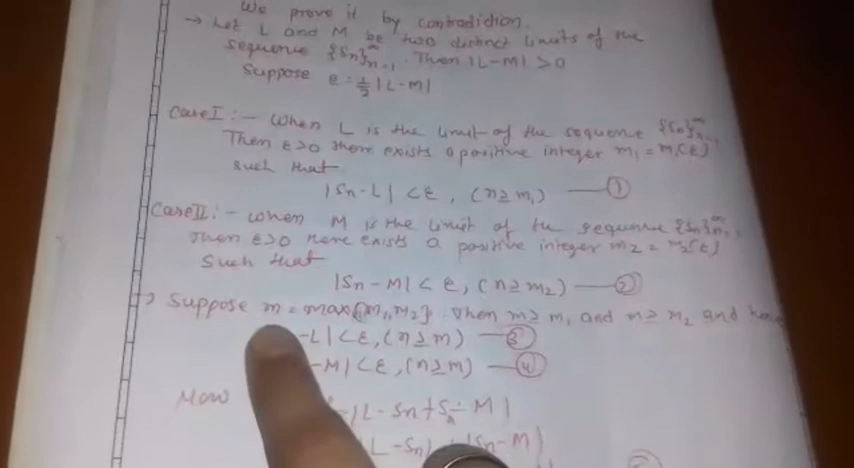 We prove it by contradiction.
→ Let L and M be two distinct limits of the
sequence {Sn}∞n=1. Then |L-M| > 0
Suppose e = 1/2 |L-M|
Case I :- When L is the limit of the sequence {Sn}∞n=1
Then ε>0 there exists a positive integer m1 = m1(ε)
such that
|Sn-L| < ε, (n ≥ m1) —— ①
Case II :- When M is the limit of the sequence {Sn}∞n=1,
Then ε>0 there exists a positive integer m2 = m2(ε)
Such that
|Sn-M| < ε, (n ≥ m2) —— ②
→ Suppose m = max{m1, m2}. Then m ≥ m1 and m ≥ m2 and hence
-L| < ε, (n ≥ m) —— ③
-M| < ε, (n ≥ m) —— ④
Now |L-Sn+Sn-M|
|L-Sn| |Sn-M|